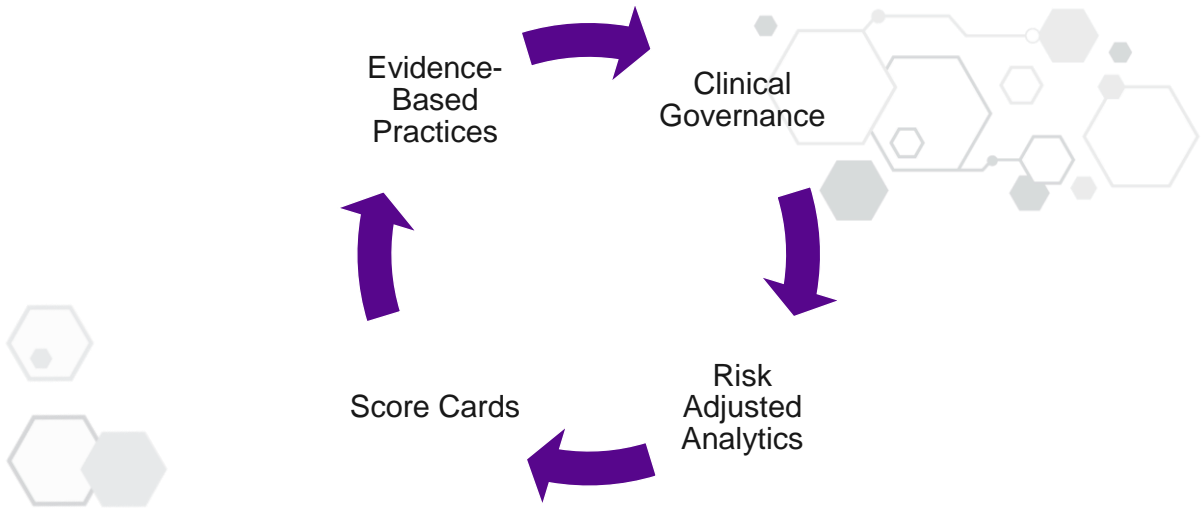 Evidence-
Based
Practices
Clinical
Governance
Risk
Adjusted
Analytics
Score Cards